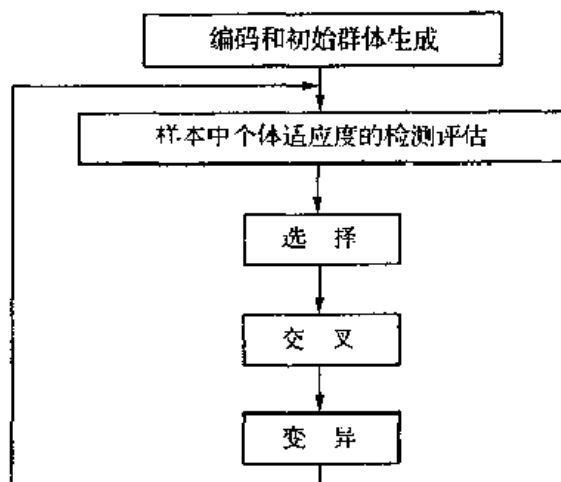 编码和初始群体生成
样本中个体适应度的检测评估
选 择
交 叉
变 异